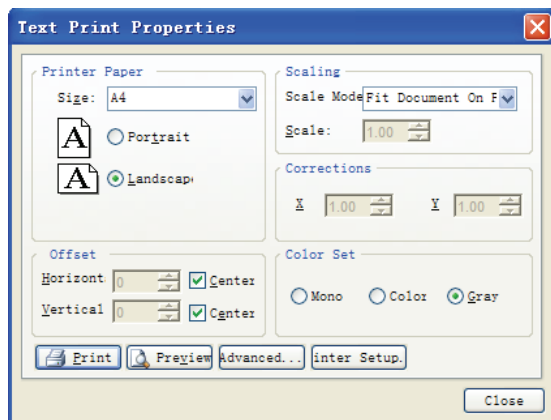 Text Print Properties
Printer Paper
Size: A4
A
Portrait
A
Landscap
Scaling
Scale Mode Fit Document On F
Scale: 1.00
Corrections
X 1.00 Y 1.00
Offset
Horizont 0 Center
Vertical 0 Center
Color Set
Mono Color Gray
Print Preview Advanced... inter Setup.
Close